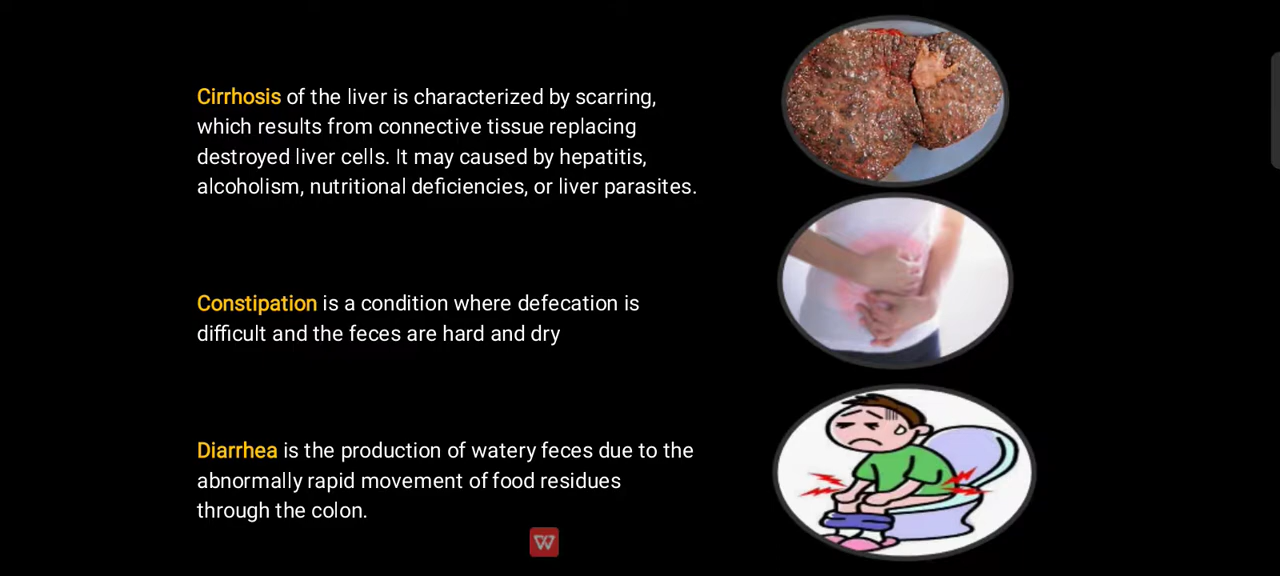 Cirrhosis of the liver is characterized by scarring,
which results from connective tissue replacing
destroyed liver cells. It may caused by hepatitis,
alcoholism, nutritional deficiencies, or liver parasites.
Constipation is a condition where defecation is
difficult and the feces are hard and dry
Diarrhea is the production of watery feces due to the
abnormally rapid movement of food residues
through the colon.
W